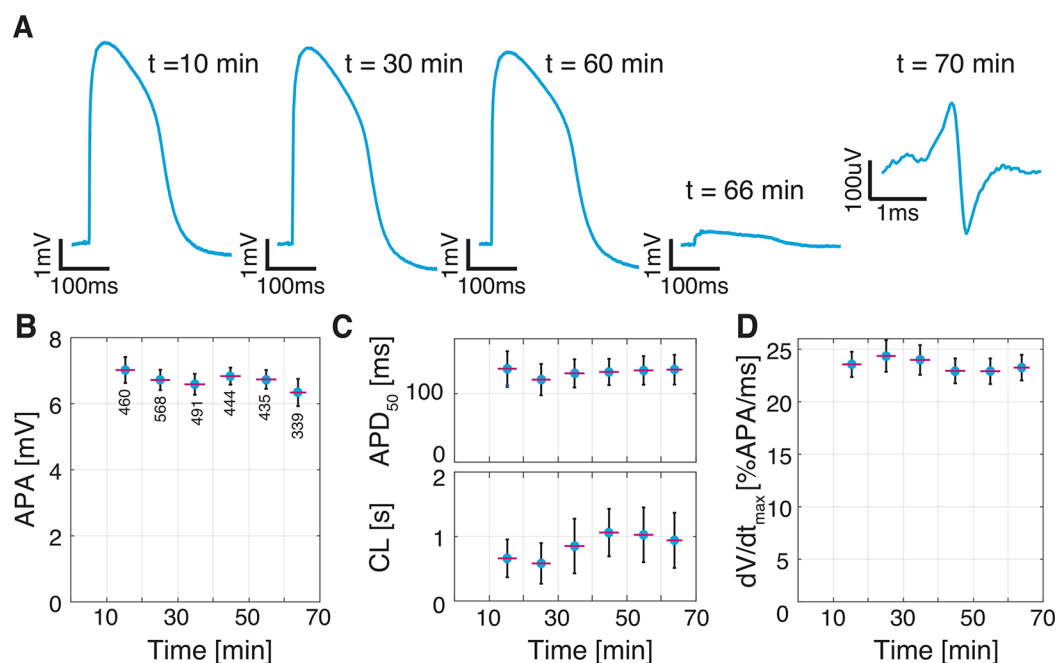 A
t =10 min
t = 30 min
t = 60 min
t = 66 min
t = 70 min
1mV
100ms
1mV
100ms
1mV
100ms
1mV
100ms
100uV
1ms
B
APA [mV]
8
6
4
2
0
460
568
491
444
435
339
10
30
50
70
Time [min]
C
APD50 [ms]
100
0
CL [s]
2
1
0
10
30
50
70
Time [min]
D
dV/dtmax [%APA/ms]
25
20
15
10
5
0
10
30
50
70
Time [min]